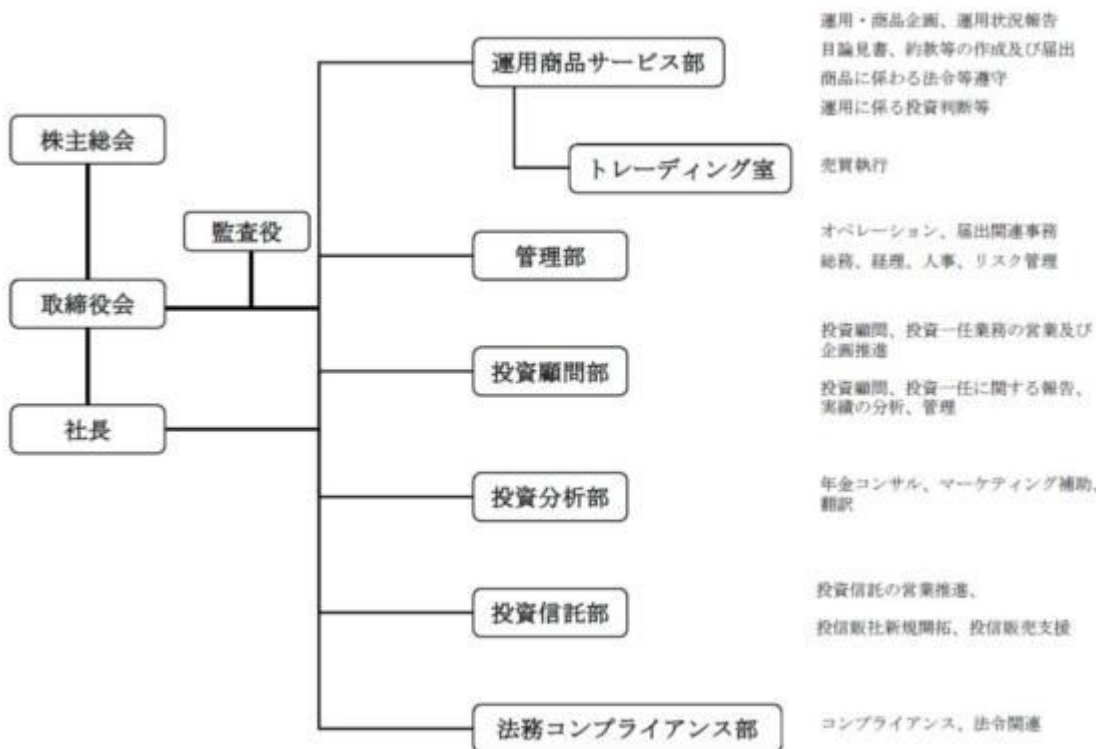 株主総会
取締役会
社長
監査役
運用商品サービス部
運用・商品企画、運用状況報告
目論見書、約款等の作成及び届出
商品に係わる法令等遵守
運用に係る投資判断等
トレーディング室
売買執行
管理部
オペレーション、届出関連事務
総務、経理、人事、リスク管理
投資顧問部
投資顧問、投資一任業務の営業及び
企画推進
投資顧問、投資一任に関する報告、
実績の分析、管理
投資分析部
年金コンサル、マーケティング補助、
翻訳
投資信託部
投資信託の営業推進、
投信販社新規開拓、投信販売支援
法務コンプライアンス部
コンプライアンス、法令関連